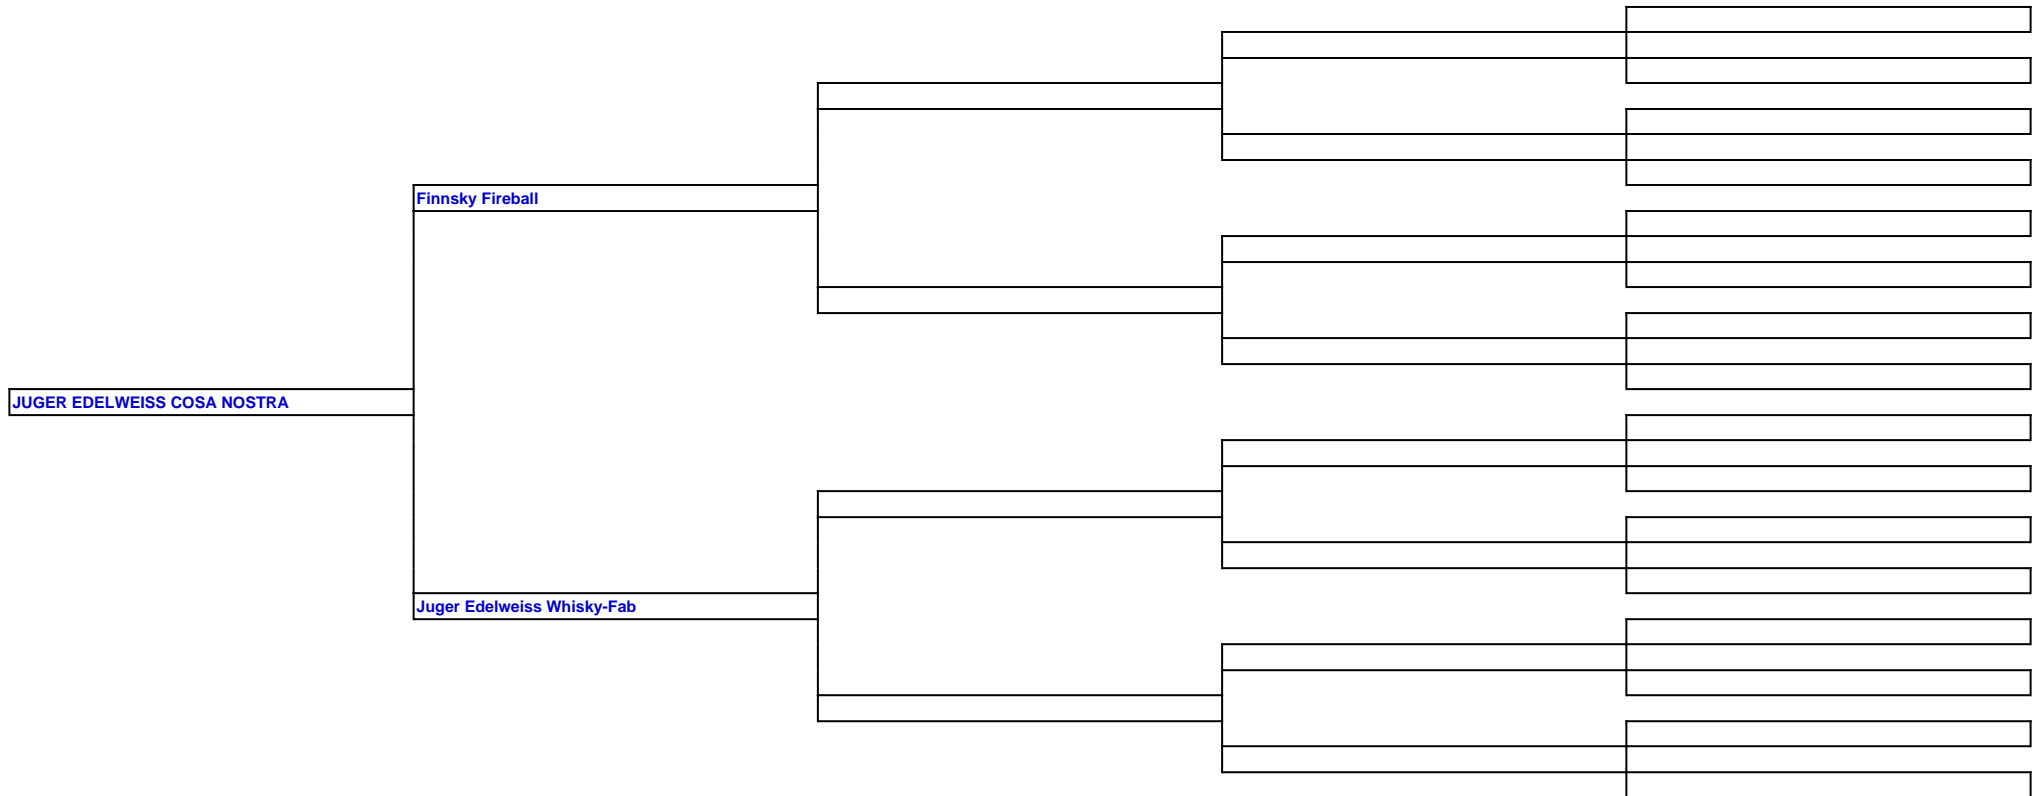 Finnsky Fireball
JUGER EDELWEISS COSA NOSTRA
Juger Edelweiss Whisky-Fab